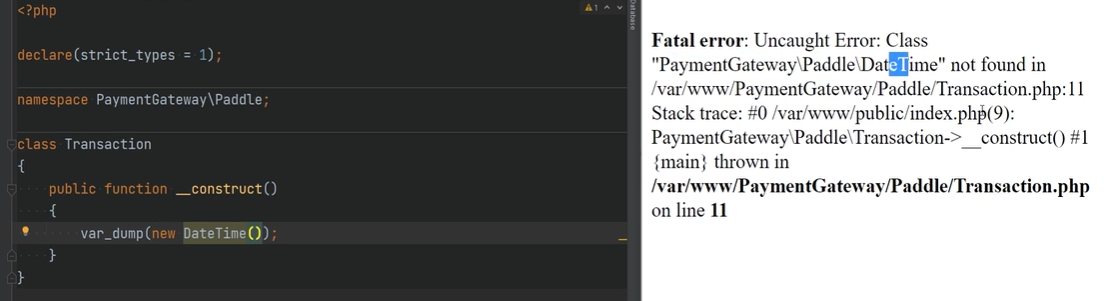 <?php
declare(strict_types = 1);
namespace PaymentGateway\Paddle;
class Transaction
{
public function __construct()
{
var_dump(new DateTime());
}
}
1
Database
Fatal error: Uncaught Error: Class
"PaymentGateway\Paddle\DateTime" not found in
/var/www/PaymentGateway/Paddle/Transaction.php:11
Stack trace: #0 /var/www/public/index.php(9):
PaymentGateway\Paddle\Transaction->__construct() #1
{main} thrown in
/var/www/PaymentGateway/Paddle/Transaction.php
on line 11